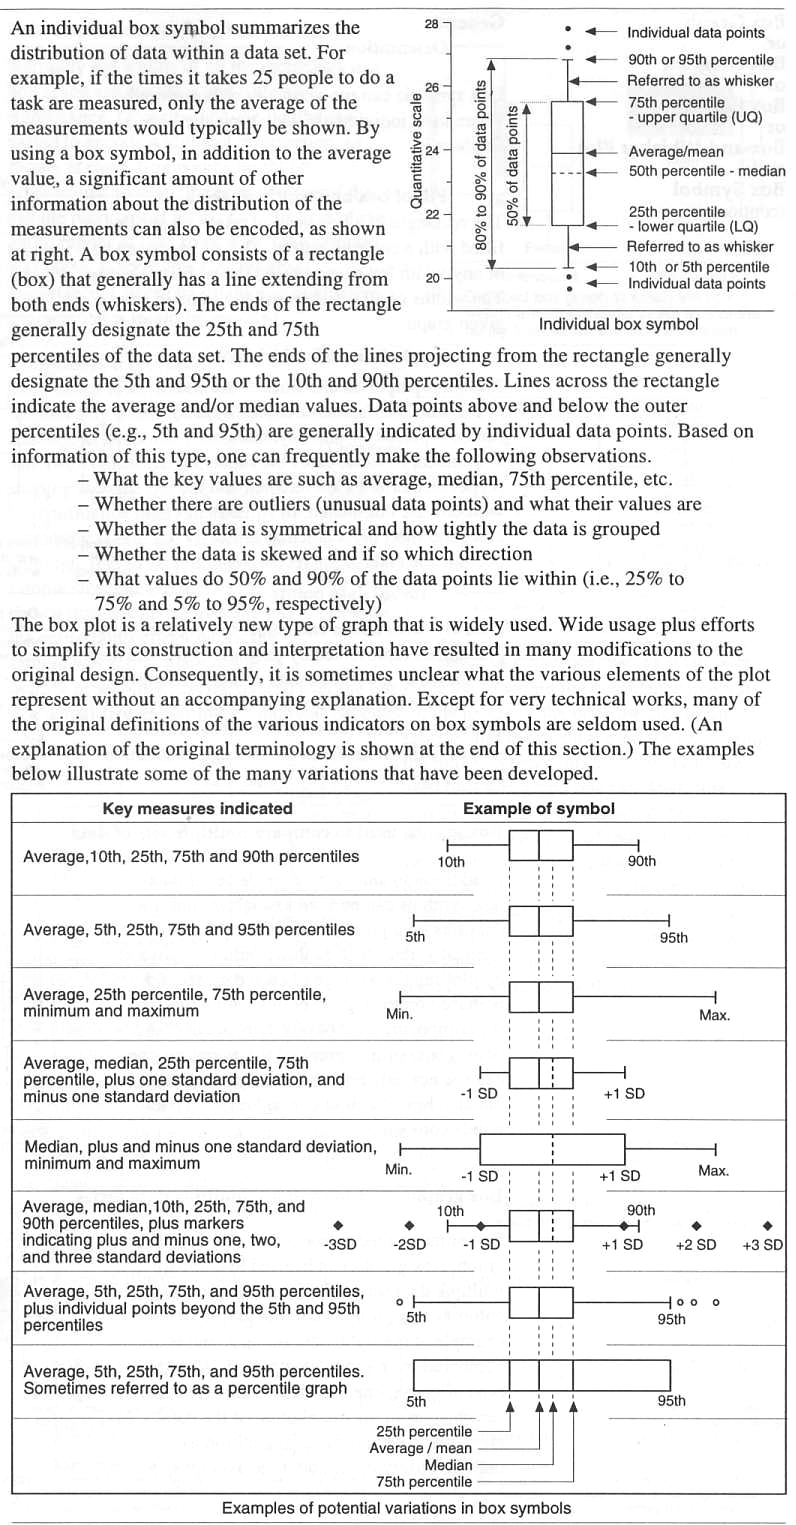 An individual box symbol summarizes the
distribution of data within a data set. For
example, if the times it takes 25 people to do a
task are measured, only the average of the
measurements would typically be shown. By
using a box symbol, in addition to the average
value, a significant amount of other
information about the distribution of the
measurements can also be encoded, as shown
at right. A box symbol consists of a rectangle
(box) that generally has a line extending from
both ends (whiskers). The ends of the rectangle
generally designate the 25th and 75th
28
26
24
22
20
Quantitative scale
80% to 90% of data points
50% of data points
Individual data points
90th or 95th percentile
Referred to as whisker
75th percentile
- upper quartile (UQ)
Average/mean
50th percentile - median
25th percentile
- lower quartile (LQ)
Referred to as whisker
10th or 5th percentile
Individual data points
Individual box symbol
percentiles of the data set. The ends of the lines projecting from the rectangle generally
designate the 5th and 95th or the 10th and 90th percentiles. Lines across the rectangle
indicate the average and/or median values. Data points above and below the outer
percentiles (e.g., 5th and 95th) are generally indicated by individual data points. Based on
information of this type, one can frequently make the following observations.
– What the key values are such as average, median, 75th percentile, etc.
– Whether there are outliers (unusual data points) and what their values are
– Whether the data is symmetrical and how tightly the data is grouped
– Whether the data is skewed and if so which direction
– What values do 50% and 90% of the data points lie within (i.e., 25% to
75% and 5% to 95%, respectively)
The box plot is a relatively new type of graph that is widely used. Wide usage plus efforts
to simplify its construction and interpretation have resulted in many modifications to the
original design. Consequently, it is sometimes unclear what the various elements of the plot
represent without an accompanying explanation. Except for very technical works, many of
the original definitions of the various indicators on box symbols are seldom used. (An
explanation of the original terminology is shown at the end of this section.) The examples
below illustrate some of the many variations that have been developed.
Key measures indicated
Example of symbol
Average,10th, 25th, 75th and 90th percentiles
10th
90th
Average, 5th, 25th, 75th and 95th percentiles
5th
95th
Average, 25th percentile, 75th percentile,
minimum and maximum
Min.
Max.
Average, median, 25th percentile, 75th
percentile, plus one standard deviation, and
minus one standard deviation
-1 SD
+1 SD
Median, plus and minus one standard deviation,
minimum and maximum
Min.
-1 SD
+1 SD
Max.
Average, median,10th, 25th, 75th, and
90th percentiles, plus markers
indicating plus and minus one, two,
and three standard deviations
10th
90th
-3SD
-2SD
-1 SD
+1 SD
+2 SD
+3 SD
Average, 5th, 25th, 75th, and 95th percentiles,
plus individual points beyond the 5th and 95th
percentiles
5th
95th
Average, 5th, 25th, 75th, and 95th percentiles.
Sometimes referred to as a percentile graph
5th
95th
25th percentile
Average / mean
Median
75th percentile
Examples of potential variations in box symbols